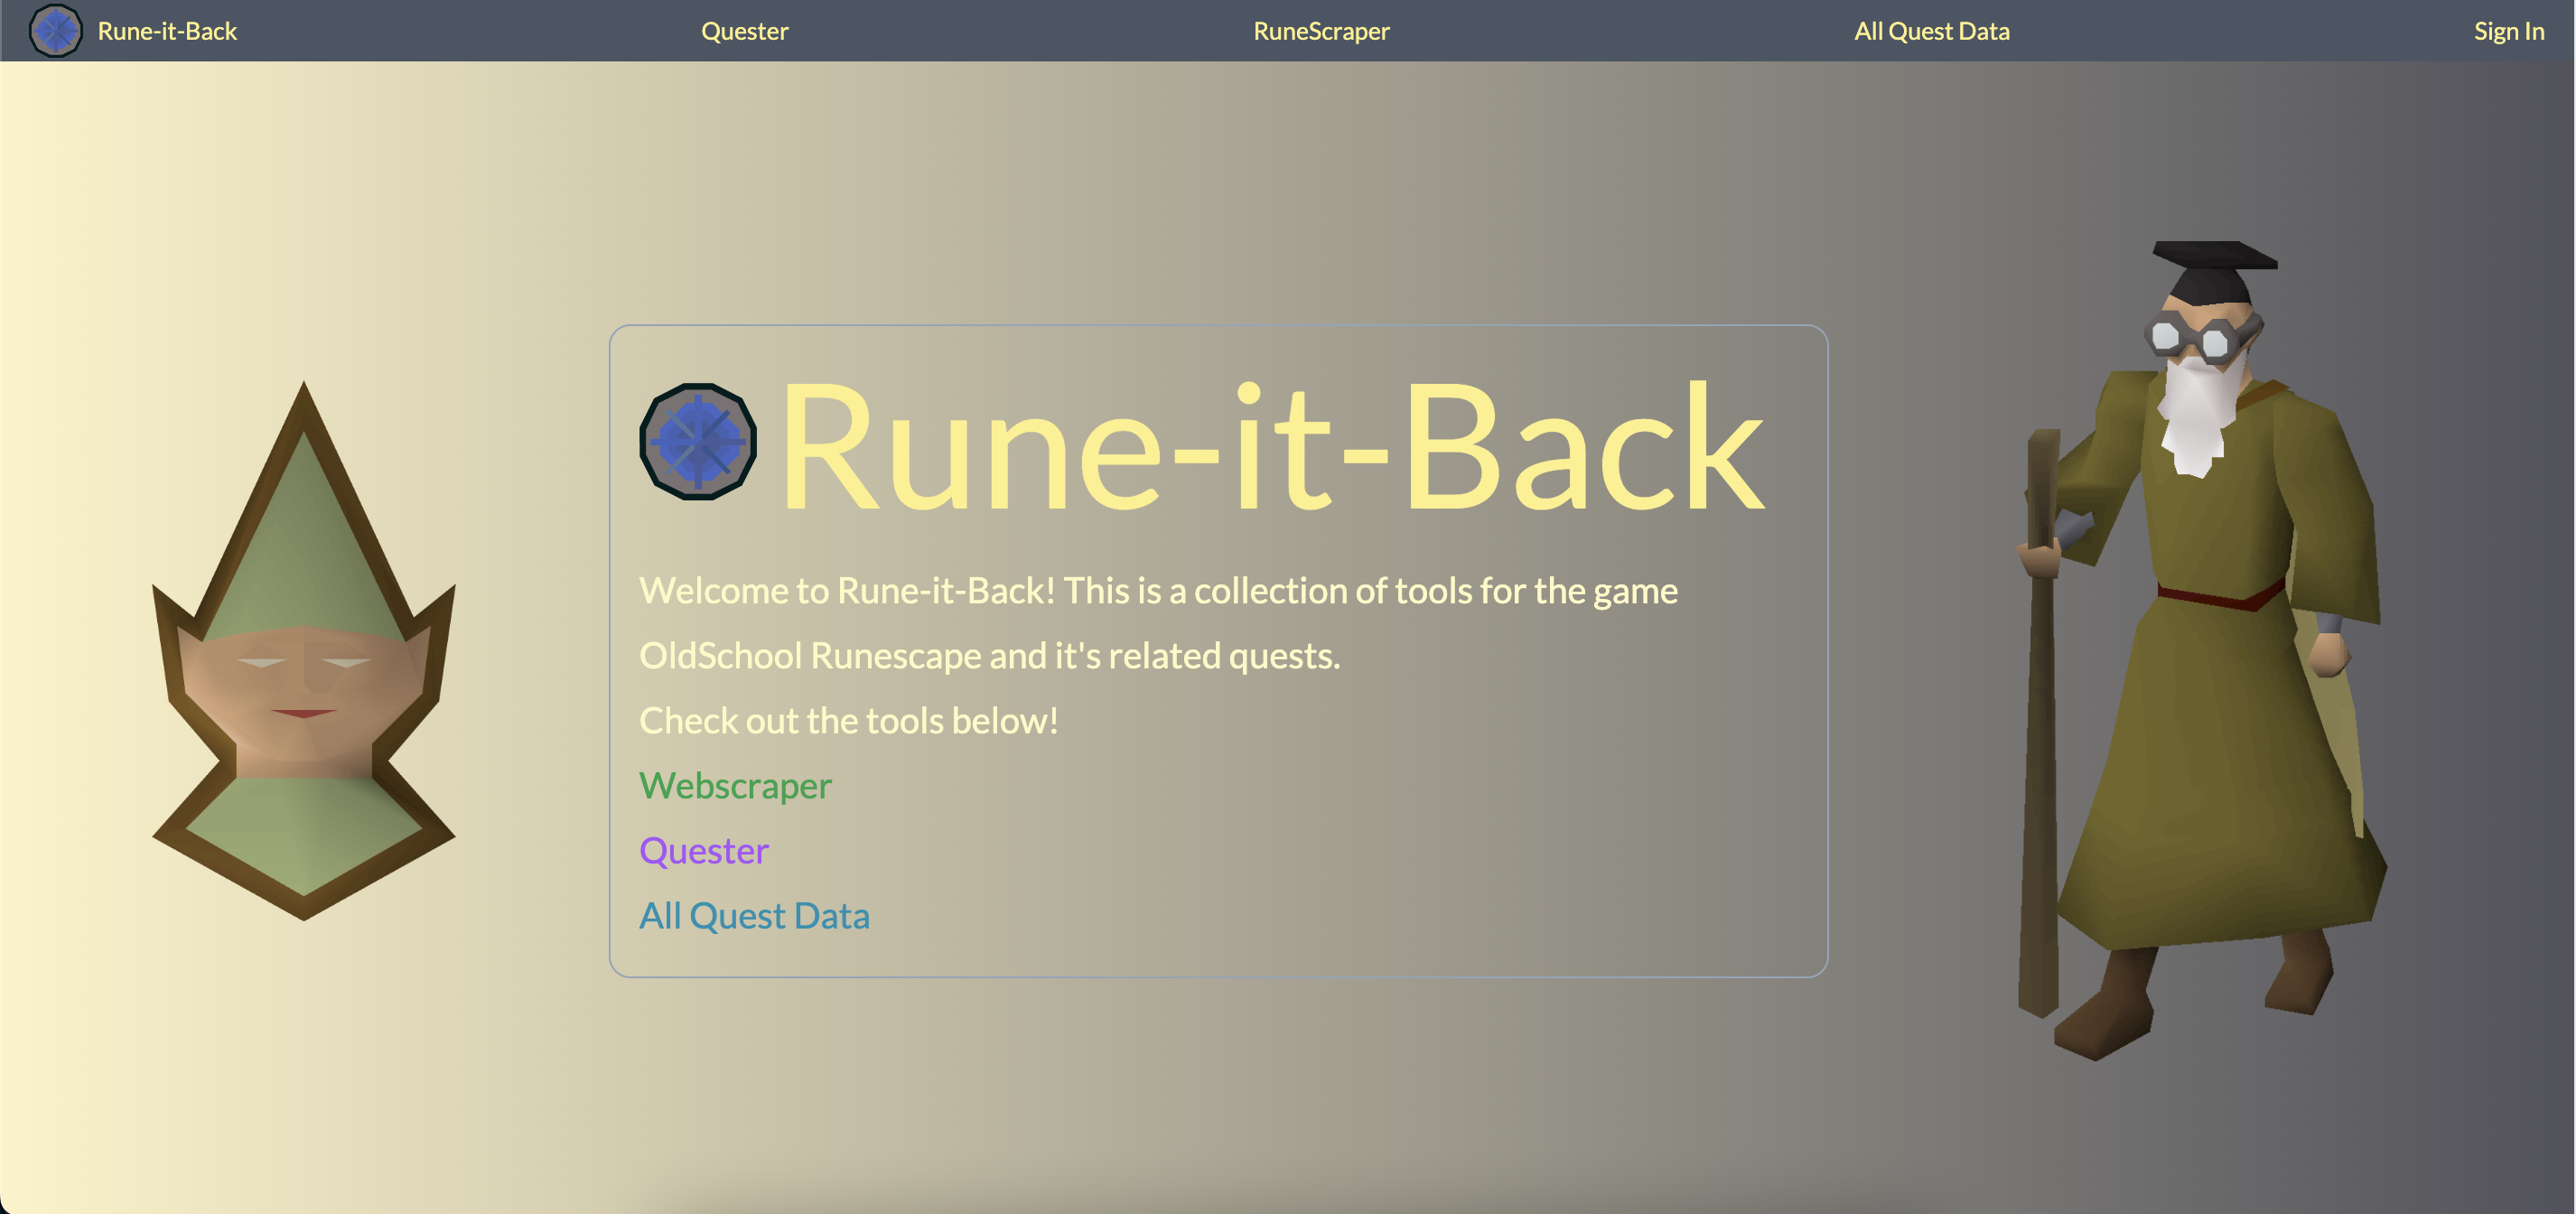 Rune-it-Back
Quester
RuneScraper
All Quest Data
Sign In
Rune-it-Back
Welcome to Rune-it-Back! This is a collection of tools for the game
OldSchool Runescape and it's related quests.
Check out the tools below!
Webscraper
Quester
All Quest Data